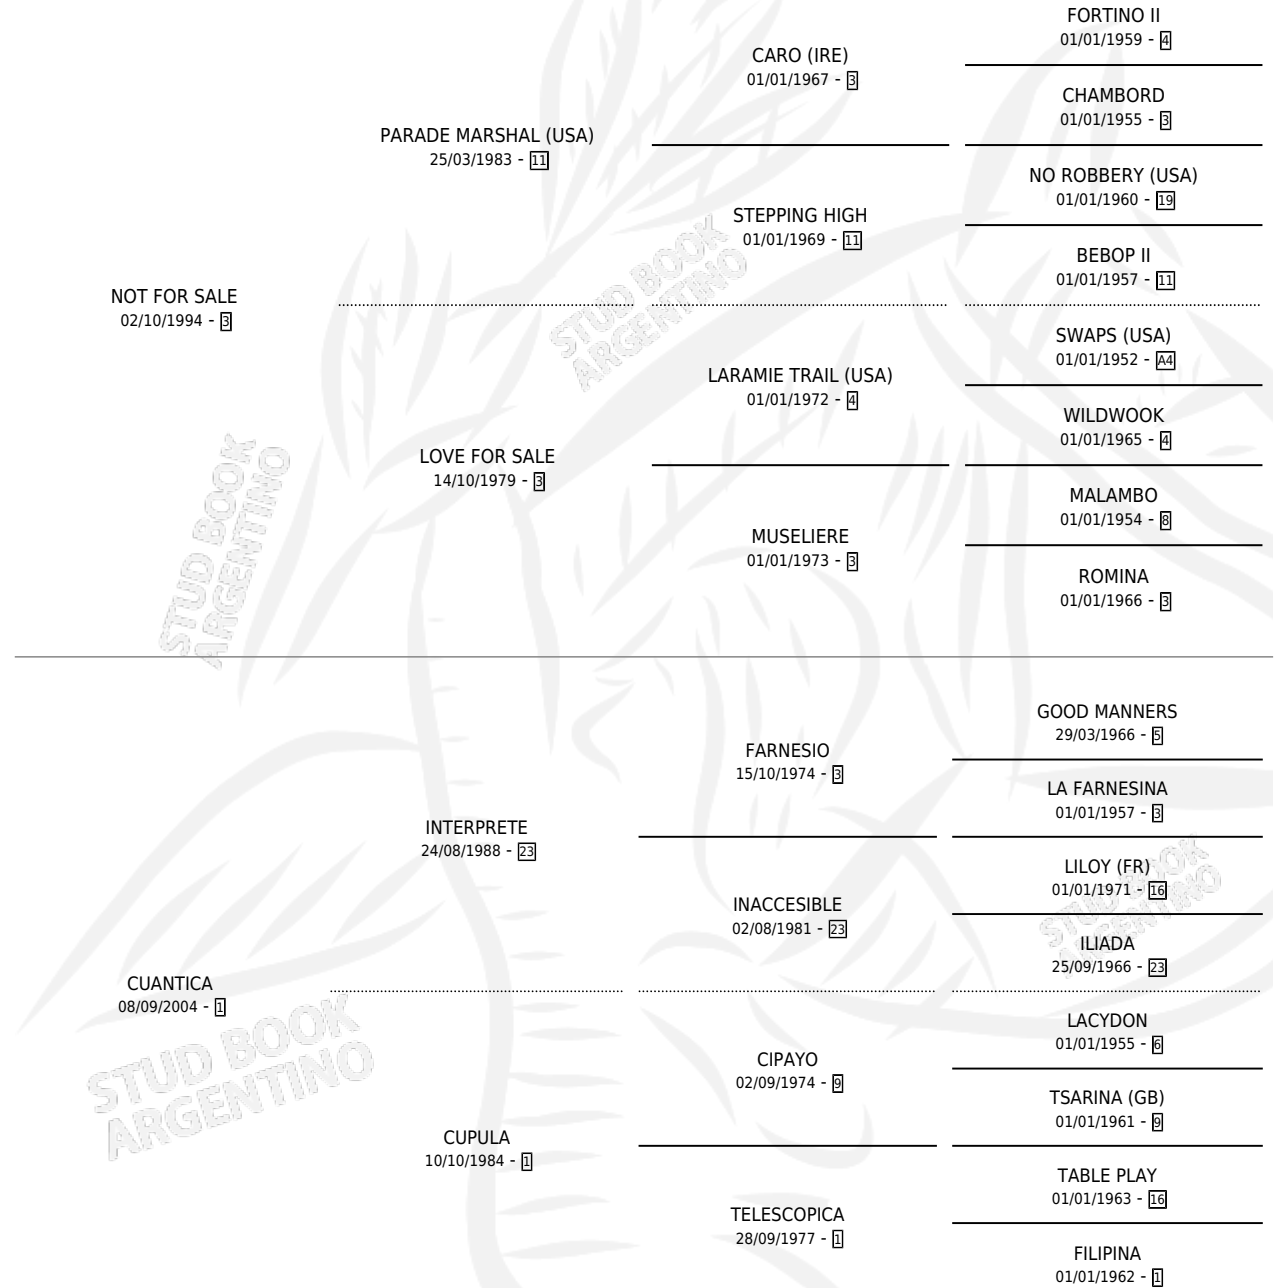 FORTINO II
01/01/1959 - 4
CARO (IRE)
01/01/1967 - 3
CHAMBORD
01/01/1955 - 3
PARADE MARSHAL (USA)
25/03/1983 - 11
NO ROBBERY (USA)
01/01/1960 - 19
STEPPING HIGH
01/01/1969 - 11
BEBOP II
01/01/1957 - 11
NOT FOR SALE
02/10/1994 - 3
STUD BOOK
ARGENTINO
SWAPS (USA)
01/01/1952 - A4
LARAMIE TRAIL (USA)
01/01/1972 - 4
WILDWOOK
01/01/1965 - 4
LOVE FOR SALE
14/10/1979 - 3
MALAMBO
01/01/1954 - 8
MUSELIERE
01/01/1973 - 3
ROMINA
01/01/1966 - 3
STUD BOOK
ARGENTINO
GOOD MANNERS
29/03/1966 - 5
FARNESIO
15/10/1974 - 3
LA FARNESINA
01/01/1957 - 3
INTERPRETE
24/08/1988 - 23
LILOY (FR)
01/01/1971 - 16
INACCESIBLE
02/08/1981 - 23
ILIADA
25/09/1966 - 23
STUD BOOK
ARGENTINO
CUANTICA
08/09/2004 - 1
LACYDON
01/01/1955 - 6
CIPAYO
02/09/1974 - 9
TSARINA (GB)
01/01/1961 - 9
STUD BOOK
ARGENTINO
CUPULA
10/10/1984 - 1
TABLE PLAY
01/01/1963 - 16
TELESCOPICA
28/09/1977 - 1
FILIPINA
01/01/1962 - 1